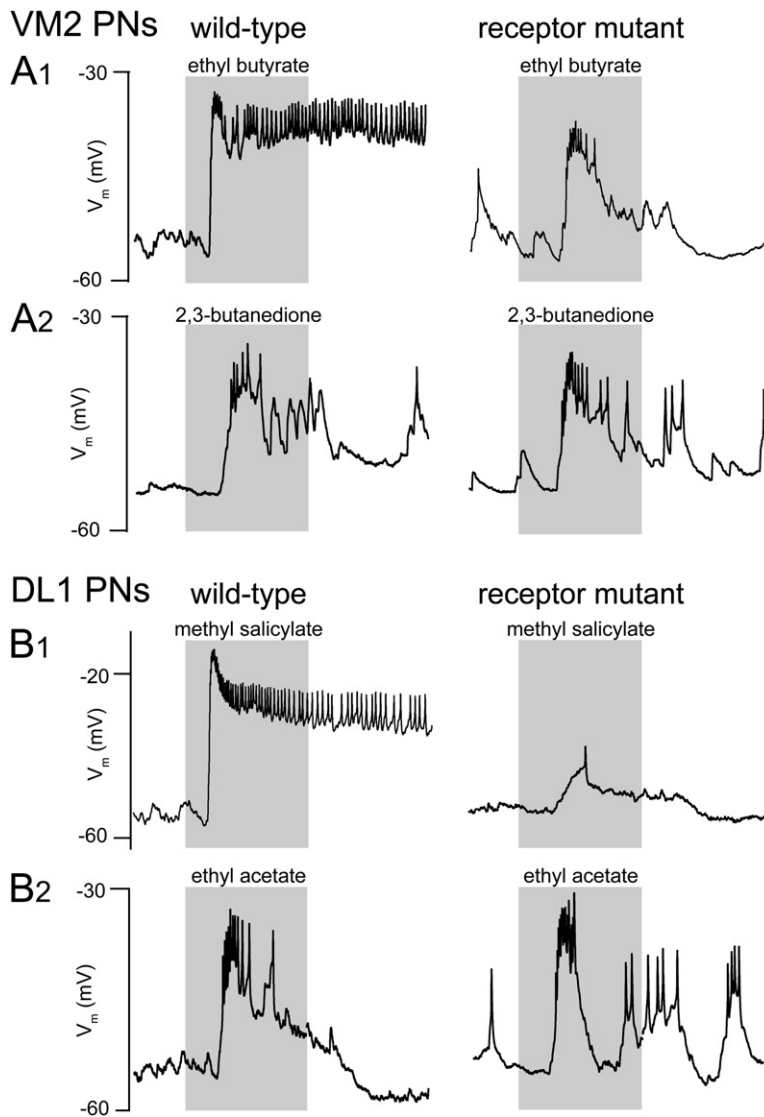 VM2 PNs
wild-type
receptor mutant
A1
ethyl butyrate
ethyl butyrate
-30
Vm (mV)
-60
A2
2,3-butanedione
2,3-butanedione
-30
Vm (mV)
-60
DL1 PNs
wild-type
receptor mutant
B1
methyl salicylate
methyl salicylate
-20
Vm (mV)
-60
B2
ethyl acetate
ethyl acetate
-30
Vm (mV)
-60